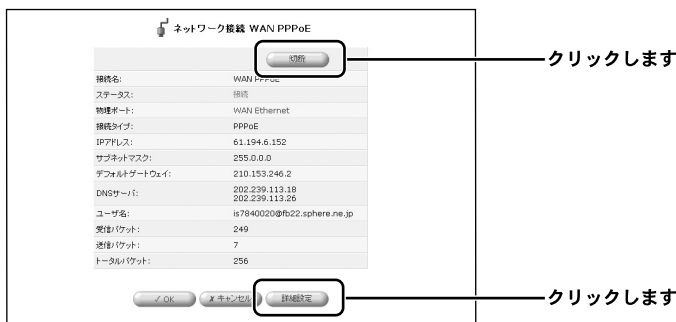 ネットワーク接続 WAN PPPoE
切断
クリックします
接続名: WAN PPPoE
ステータス: 接続
物理ポート: WAN Ethernet
接続タイプ: PPPoE
IPアドレス: 61.194.6.152
サブネットマスク: 255.0.0.0
デフォルトゲートウェイ: 210.153.246.2
DNSサーバ: 202.239.113.18
202.239.113.26
ユーザ名: is7840020@fb22.sphere.ne.jp
受信パケット: 249
送信パケット: 7
トータルパケット: 256
✓ OK ✗ キャンセル 詳細設定
クリックします